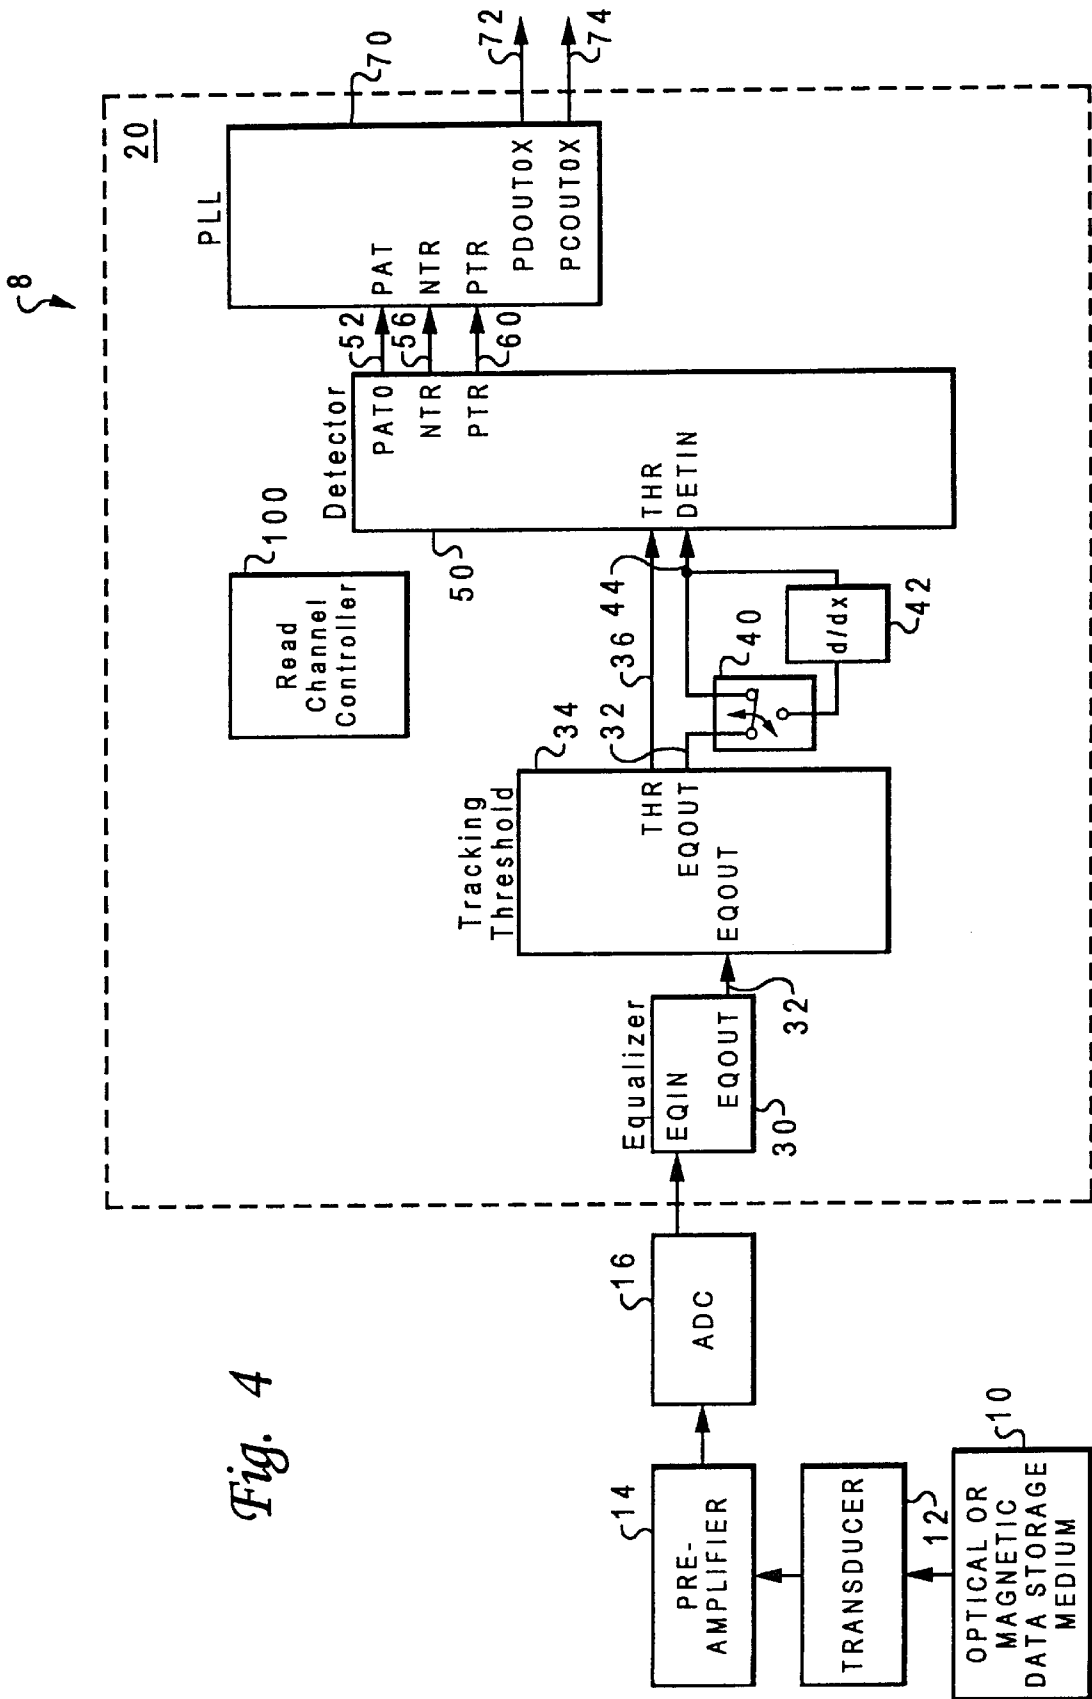 Fig. 4
8
20
OPTICAL OR
MAGNETIC
DATA STORAGE
MEDIUM
10
TRANSDUCER
12
PRE-
AMPLIFIER
14
ADC
16
Equalizer
EQIN
EQOUT
30
32
Tracking
Threshold
THR
EQOUT
EQOUT
34
32
36
40
44
d/dx
42
Read
Channel
Controller
100
Detector
PATO
NTR
PTR
THR
DETIN
50
52
56
60
PLL
PAT
NTR
PTR
PDOUTOX
PCOUTOX
70
72
74